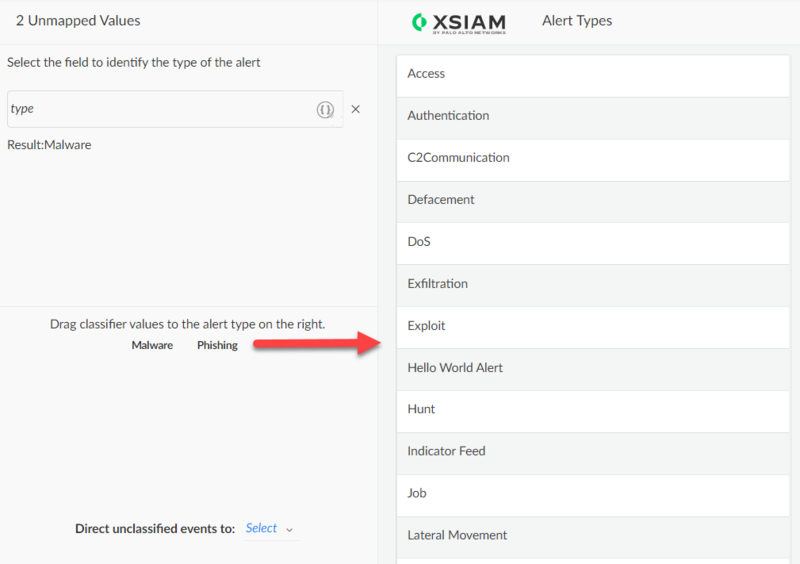 2 Unmapped Values
Select the field to identify the type of the alert
type
{}
Result:Malware
Drag classifier values to the alert type on the right.
Malware Phishing
Direct unclassified events to: Select
XSIAM
BY PALO ALTO NETWORKS
Alert Types
Access
Authentication
C2Communication
Defacement
DoS
Exfiltration
Exploit
Hello World Alert
Hunt
Indicator Feed
Job
Lateral Movement